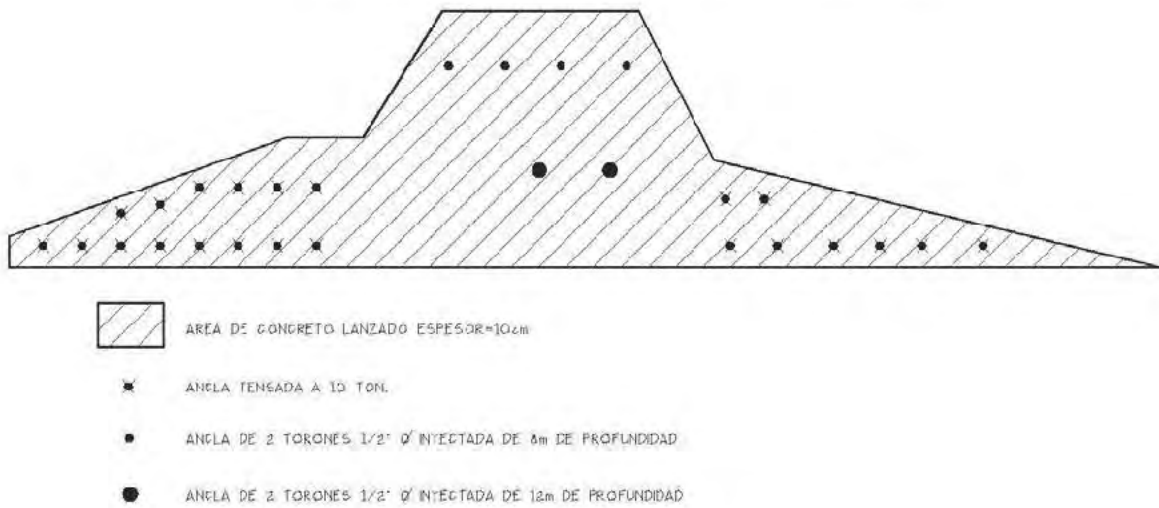 AREA DE CONCRETO LANZADO ESPESOR=10cm
ANCLA TENSADA A 10 TON.
ANCLA DE 2 TORONES 1/2" Ø INYECTADA DE 8m DE PROFUNDIDAD
ANCLA DE 2 TORONES 1/2" Ø INYECTADA DE 12m DE PROFUNDIDAD